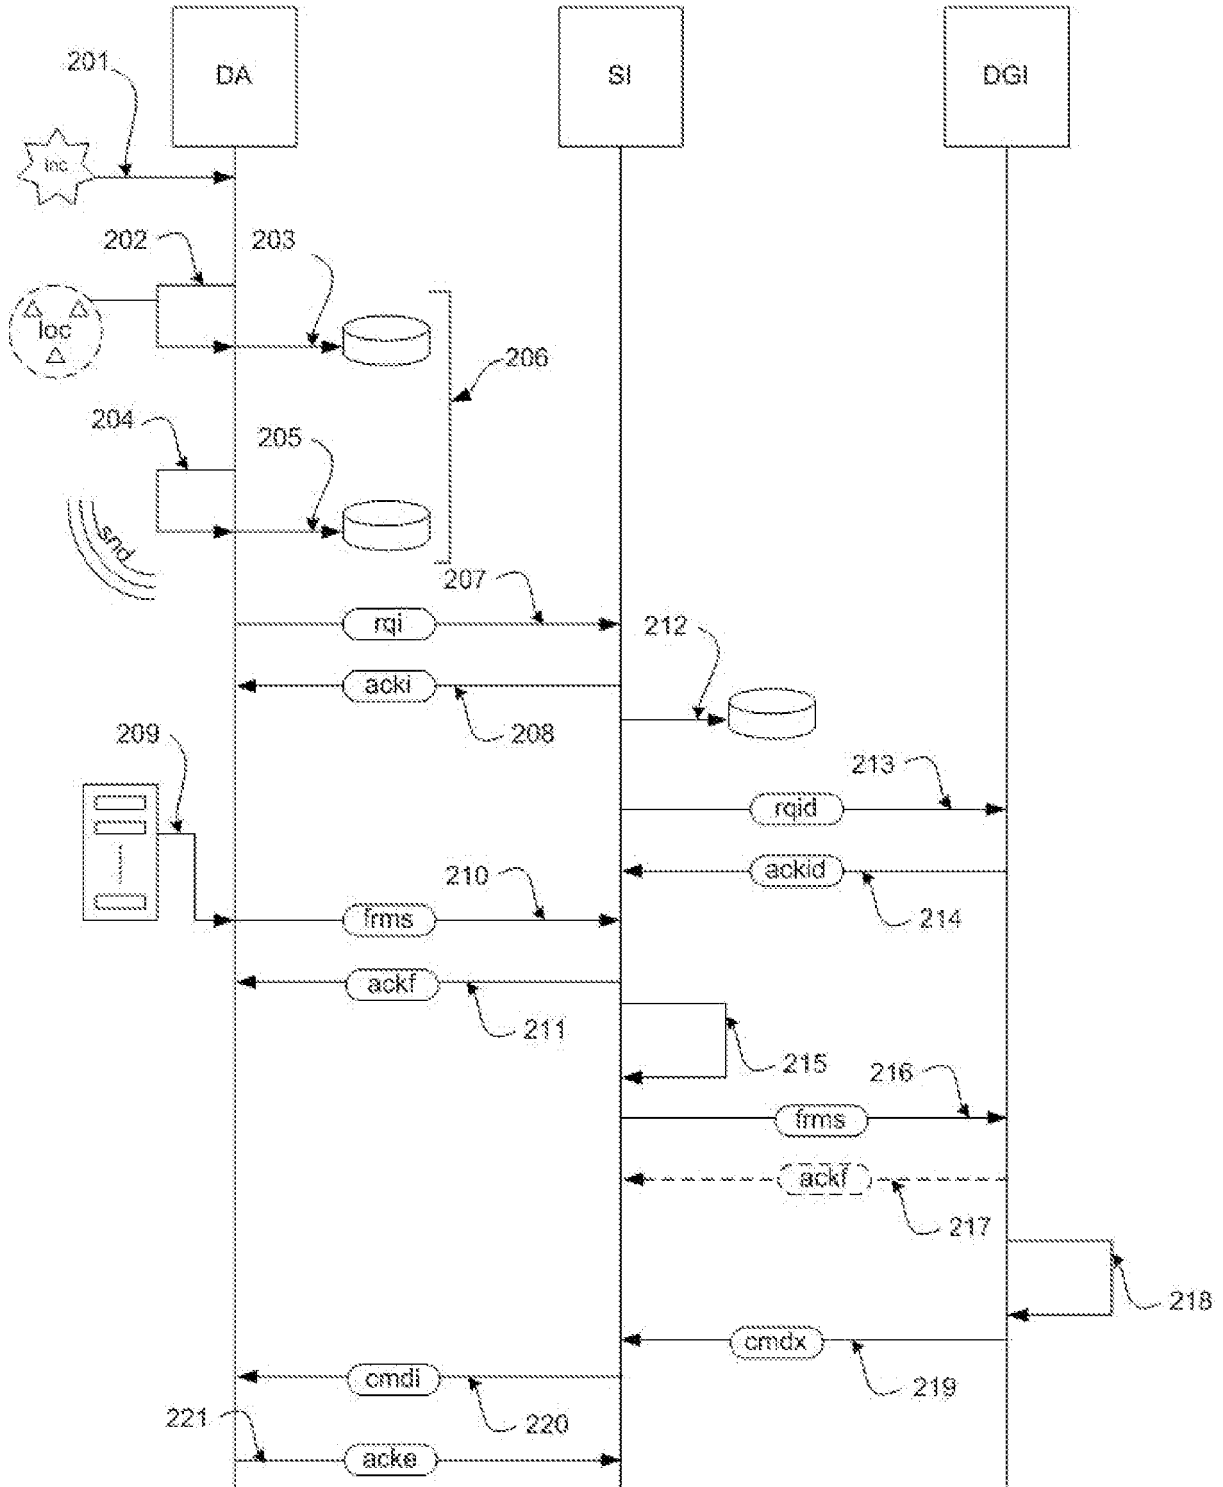 DA
SI
DGI
201
Inc
202
203
loc
206
204
205
snd
207
rqi
212
acki
208
209
213
rqid
210
ackid
frms
214
ackf
211
215
216
frms
ackf
217
218
cmdx
219
cmdi
220
221
acke